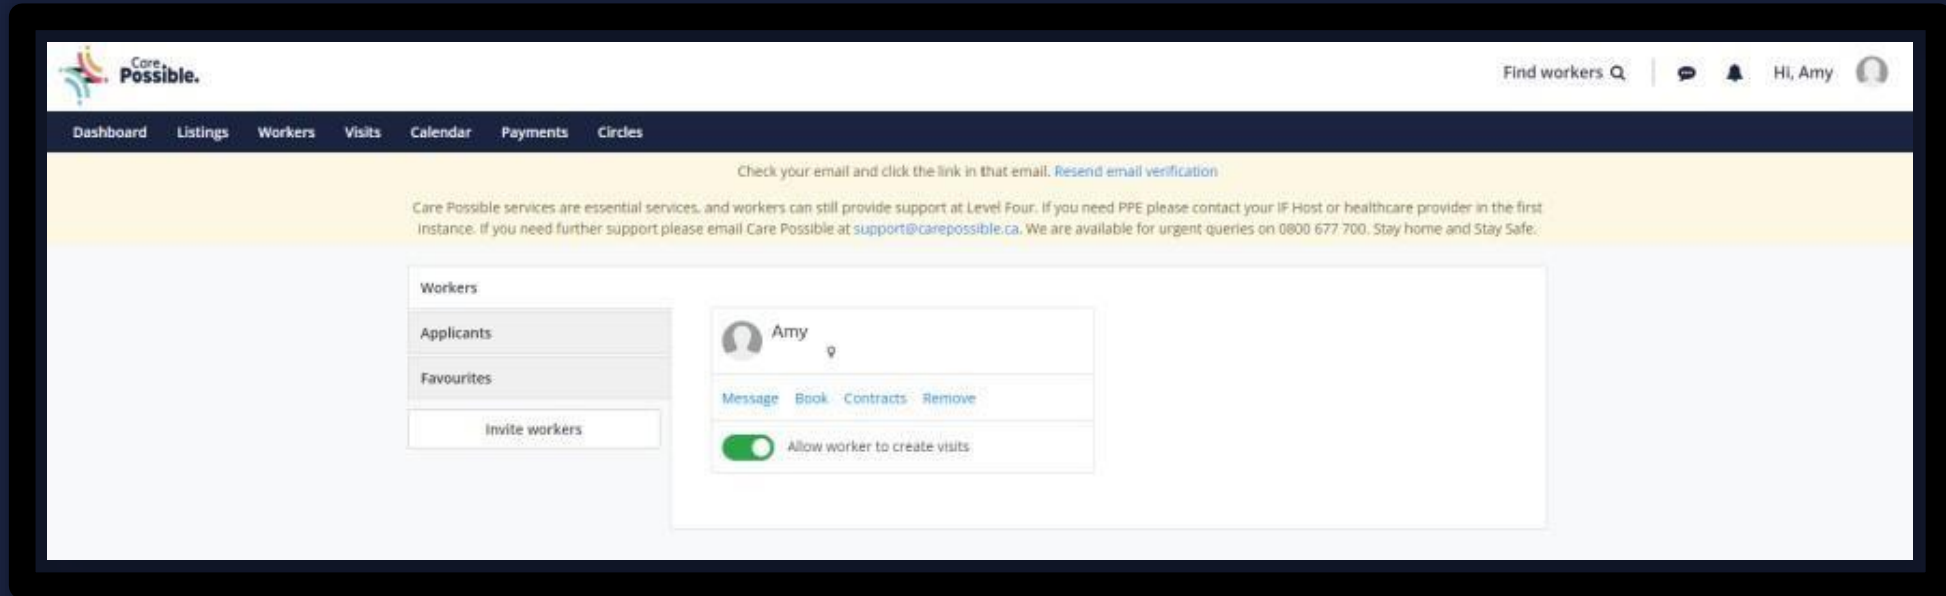 Care
Possible.
Find workers
Hi, Amy
Dashboard Listings Workers Visits Calendar Payments Circles
Check your email and click the link in that email. Resend email verification
Care Possible services are essential services, and workers can still provide support at Level Four. If you need PPE please contact your IF Host or healthcare provider in the first
instance. If you need further support please email Care Possible at support@carepossible.ca. We are available for urgent queries on 0800 677 700. Stay home and Stay Safe.
Workers
Applicants
Favourites
Invite workers
Amy
Message Book Contracts Remove
Allow worker to create visits